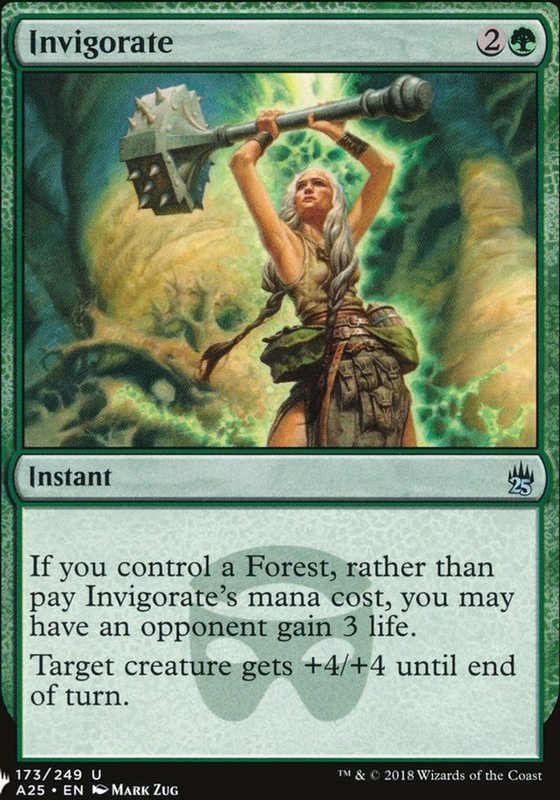 Invigorate 2
Instant 25
If you control a Forest, rather than
pay Invigorate's mana cost, you may
have an opponent gain 3 life.
Target creature gets +4/+4 until end
of turn.
173/249 U
A25 • EN Mark Zug
™ & © 2018 Wizards of the Coast